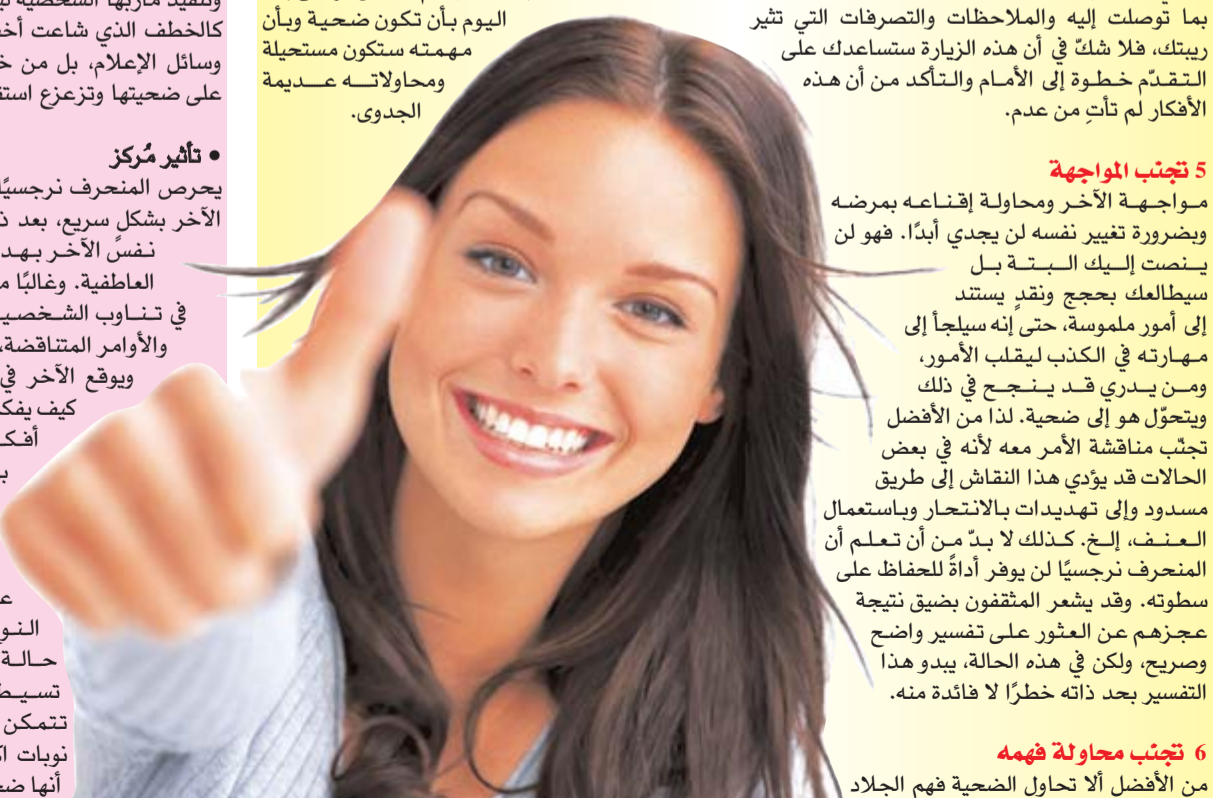 بما توصلت إليه والملاحظات والتصرفات التي تثير
ريبتك، فلا شكّ في أن هذه الزيارة ستساعدك على
التقدّم خطوة إلى الأمام والتأكد من أن هذه
الأفكار لم تأتِ من عدم.
5 تجنّب المواجهة
مواجهة الآخر ومحاولة إقناعه بمرضه
وبضرورة تغيير نفسه لن يجدي أبدًا. فهو لن
ينصت إليك البتة بل
سيطالعك بحجج ونقدٍ يستند
إلى أمور ملموسة، حتى إنه سيلجأ إلى
مهارته في الكذب ليقلب الأمور،
ومن يدري قد ينجح في ذلك
ويتحوّل هو إلى ضحية. لذا من الأفضل
تجنّب مناقشة الأمر معه لأنه في بعض
الحالات قد يؤدي هذا النقاش إلى طريق
مسدود وإلى تهديدات بالانتحار وباستعمال
العنف، إلخ. كذلك لا بدّ من أن تعلم أن
المنحرف نرجسيًا لن يوفر أداةً للحفاظ على
سطوته. وقد يشعر المثقفون بضيق نتيجة
عجزهم عن العثور على تفسير واضح
وصريح، ولكن في هذه الحالة، يبدو هذا
التفسير بحد ذاته خطرًا لا فائدة منه.
6 تجنّب محاولة فهمه
من الأفضل ألا تحاول الضحية فهم الجلاد
اليوم بأن تكون ضحية وبأن
مهمته ستكون مستحيلة
ومحاولاته عديمة
الجدوى.
وتنفيذ مآربها الشخصية
كالخطف الذي شاعت
وسائل الإعلام، بل من
على ضحيتها وتزعزع
• تأثير مُركز
يحرص المنحرف نرجسيًا
الآخر بشكلٍ سريع، بعد
نفس الآخر
العاطفية. وغالبًا
في تناوب
والأوامر المتناقضة،
ويوقع الآخر في
كيف
حالة
تتمكن
نوبات
أنها